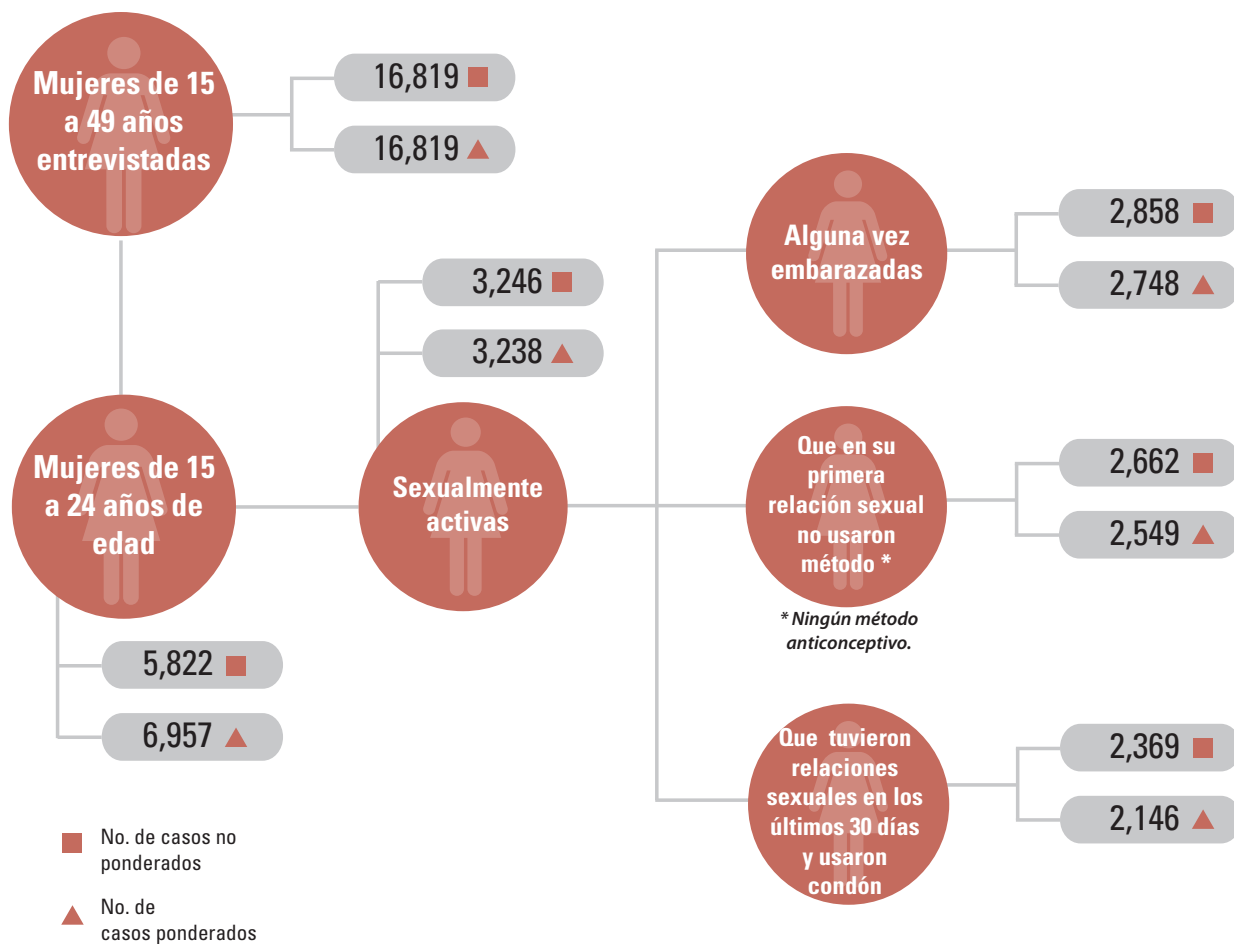 Mujeres de 15
a 49 años
entrevistadas
16,819
16,819
Mujeres de 15
a 24 años de
edad
5,822
6,957
3,246
3,238
Sexualmente
activas
Alguna vez
embarazadas
2,858
2,748
Que en su
primera
relación sexual
no usaron
método *
* Ningún método
anticonceptivo.
2,662
2,549
Que tuvieron
relaciones
sexuales en los
últimos 30 días
y usaron
condón
2,369
2,146
No. de casos no
ponderados
No. de
casos ponderados